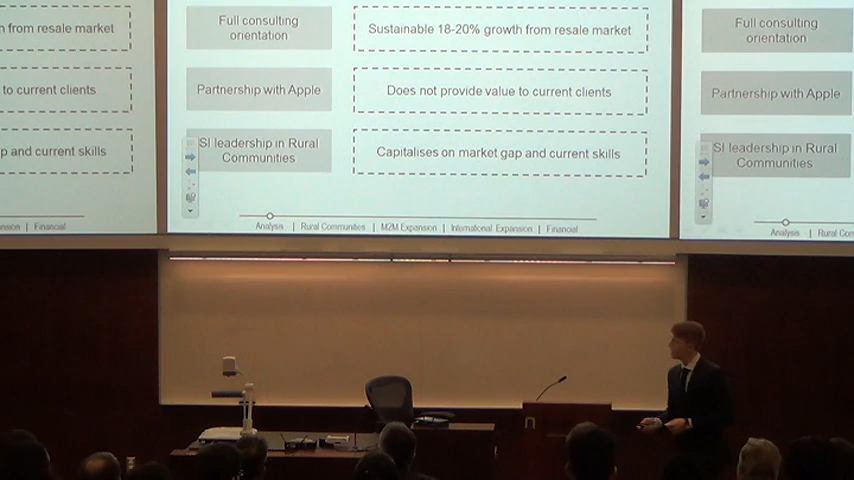 from resale market
to current clients
p and current skills
Financial
Full consulting
orientation
Sustainable 18-20% growth from resale market
Partnership with Apple
Does not provide value to current clients
SI leadership in Rural
Communities
Capitalises on market gap and current skills
Analysis | Rural Communities | M2M Expansion | International Expansion | Financial
Full consulting
orientation
Partnership with Apple
SI leadership in Rural
Communities
Analysis | Rural Com